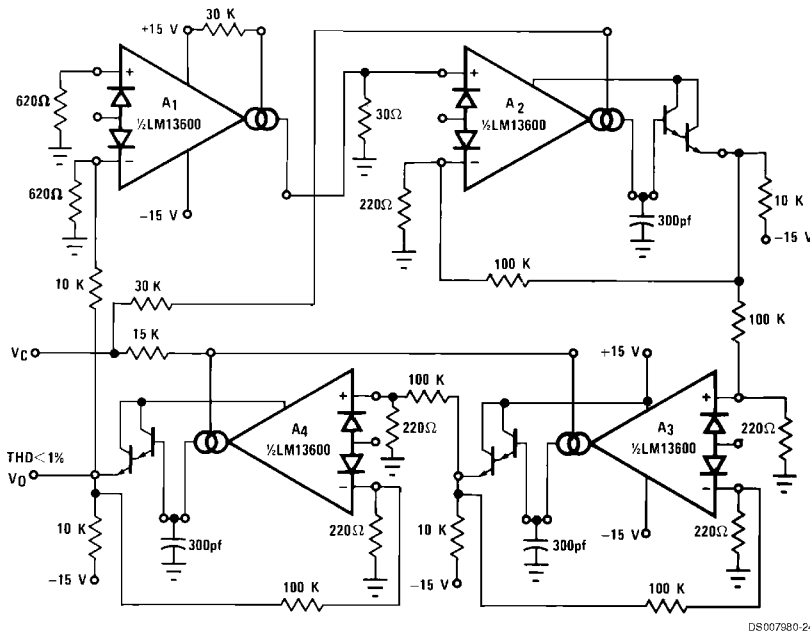 30 K
+15 V
A1
½LM13600
620Ω
620Ω
−15 V
+
−
30Ω
A2
½LM13600
+
−
220Ω
300pf
10 K
−15 V
100 K
10 K
30 K
15 K
VC
100 K
+15 V
100 K
A4
½LM13600
+
−
220Ω
220Ω
A3
½LM13600
+
−
220Ω
220Ω
THD<1%
VO
10 K
−15 V
300pf
100 K
10 K
−15 V
300pf
−15 V
100 K
DS007980-24